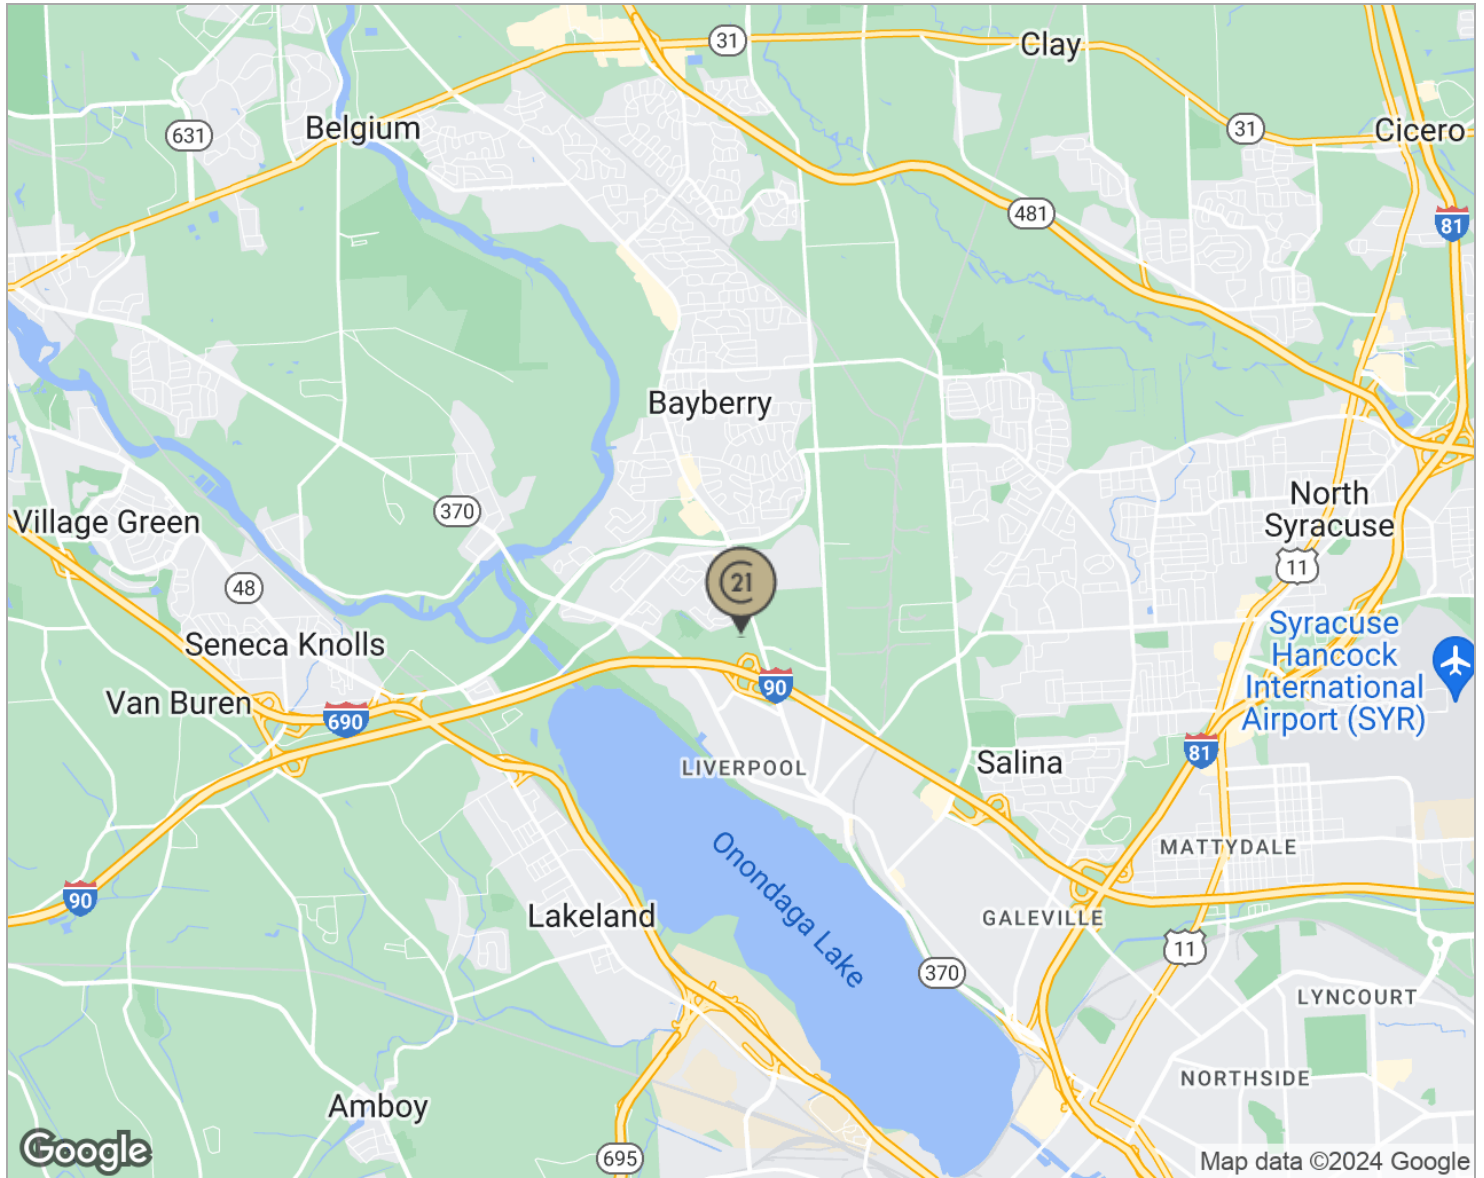 31
Clay
Belgium
631
31
Cicero
481
81
Bayberry
370
Village Green
North
Syracuse
11
48
21
Seneca Knolls
Van Buren
690
90
Syracuse
Hancock
International
Airport (SYR)
81
LIVERPOOL
Salina
MATTYDALE
90
Onondaga Lake
Lakeland
GALEVILLE
11
370
LYNCOURT
NORTHSIDE
Amboy
695
Google
Map data ©2024 Google